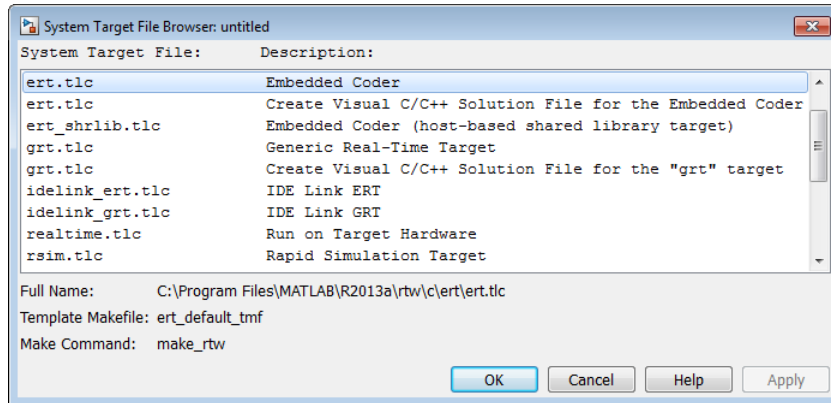 System Target File Browser: untitled
System Target File: Description:
ert.tlc Embedded Coder
ert.tlc Create Visual C/C++ Solution File for the Embedded Coder
ert_shrlib.tlc Embedded Coder (host-based shared library target)
grt.tlc Generic Real-Time Target
grt.tlc Create Visual C/C++ Solution File for the "grt" target
idelink_ert.tlc IDE Link ERT
idelink_grt.tlc IDE Link GRT
realtime.tlc Run on Target Hardware
rsim.tlc Rapid Simulation Target
Full Name: C:\Program Files\MATLAB\R2013a\rtw\c\ert\ert.tlc
Template Makefile: ert_default_tmf
Make Command: make_rtw
OK Cancel Help Apply